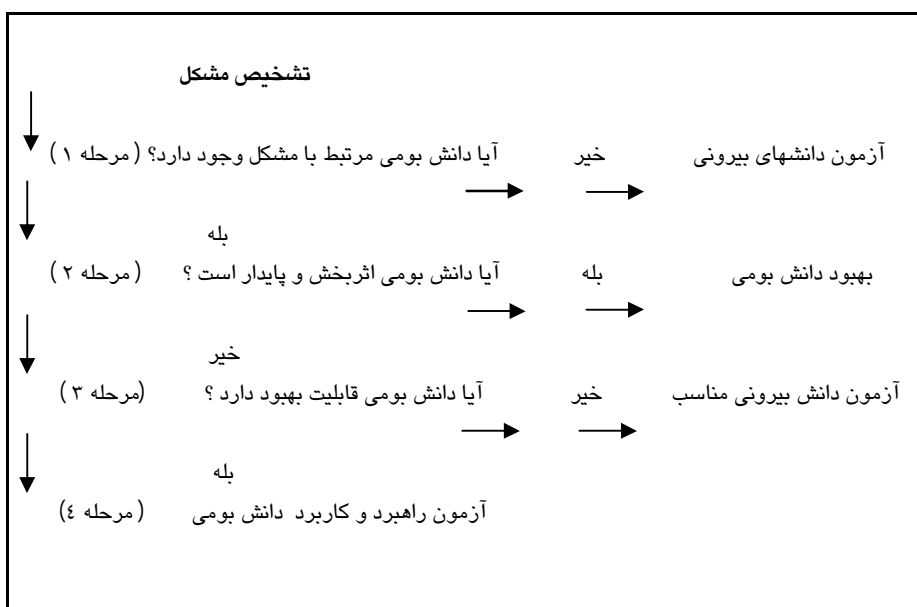 تشخیص مشکل
آیا دانش بومی مرتبط با مشکل وجود دارد؟ (مرحله ۱) خیر آزمون دانشهای بیرونی
بله
آیا دانش بومی اثربخش و پایدار است ؟ (مرحله ۲) بله بهبود دانش بومی
خیر
آیا دانش بومی قابلیت بهبود دارد ؟ (مرحله ۳) خیر آزمون دانش بیرونی مناسب
بله
آزمون راهبرد و کاربرد دانش بومی (مرحله ٤)